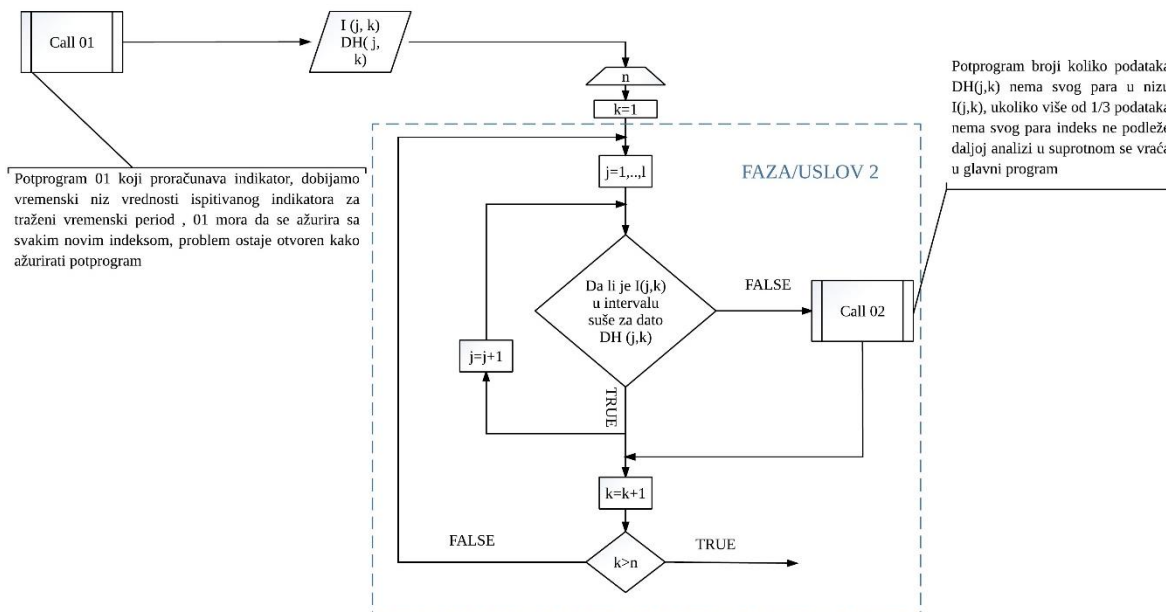 Call 01
I (j, k)
DH( j,
k)
n
k=1
Potprogram broji koliko podataka
DH(j,k) nema svog para u nizu
I(j,k), ukoliko više od 1/3 podataka
nema svog para indeks ne podleže
daljoj analizi u suprotnom se vraća
u glavni program
FAZA/USLOV 2
j=1,..,l
Potprogram 01 koji proračunava indikator, dobijamo
vremenski niz vrednosti ispitivanog indikatora za
traženi vremenski period , 01 mora da se ažurira sa
svakim novim indeksom, problem ostaje otvoren kako
ažurirati potprogram
Da li je I(j,k)
u intervalu
suše za dato
DH (j,k)
FALSE
Call 02
j=j+1
TRUE
k=k+1
FALSE
k>n
TRUE